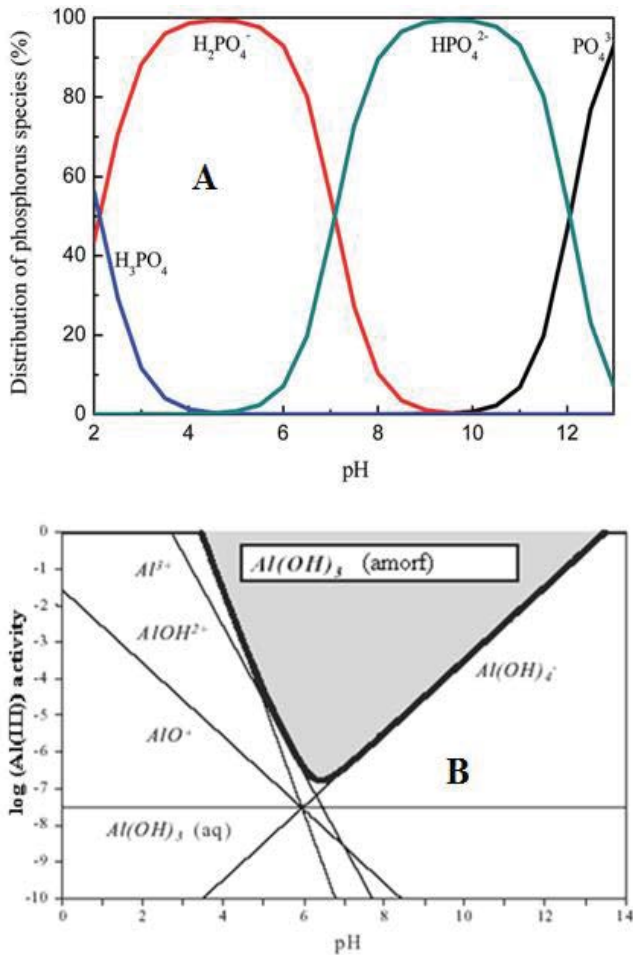 Distribution of phosphorus species (%)
100
80
60
40
20
0
H₂PO₄⁻
HPO₄²⁻
PO₄³
A
H₃PO₄
2 4 6 8 10 12
pH
log (Al(III)) activity
0
-1
-2
-3
-4
-5
-6
-7
-8
-9
-10
Al(OH)₃ (amorf)
Al³⁺
AlOH²⁺
Al(OH)₄⁻
AlO⁺
B
Al(OH)₃ (aq)
0 2 4 6 8 10 12 14
pH